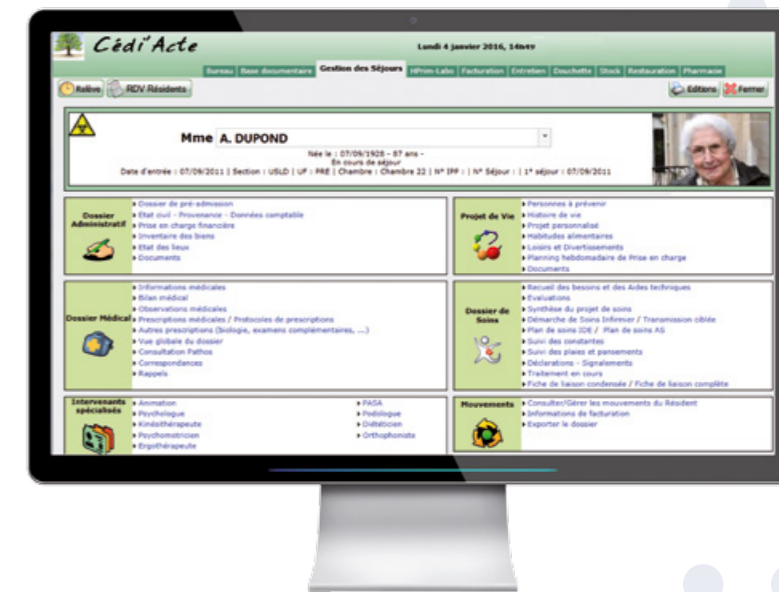 Cédi'Acte
Lundi 4 janvier 2016, 14h49
Bureau Base documentaire Gestion des Séjours HPrim-Labo Facturation Entretien Douchette Stock Restauration Pharmacie
Relève RDV Résidents Editions Fermer
Mme A. DUPOND
Née le : 07/09/1928 - 87 ans -
En cours de séjour
Date d'entrée : 07/09/2011 | Section : USLD | UF : PRE | Chambre : Chambre 22 | N° IPP : | N° Séjour : | 1° séjour : 07/09/2011
Dossier Administratif
Dossier de pré-admission
Etat civil - Provenance - Données comptable
Prise en charge financière
Inventaire des biens
Etat des lieux
Documents
Projet de Vie
Personnes à prévenir
Histoire de vie
Projet personnalisé
Habitudes alimentaires
Loisirs et Divertissements
Planning hebdomadaire de Prise en charge
Documents
Dossier Médical
Informations médicales
Bilan médical
Observations médicales
Prescriptions médicales / Protocoles de prescriptions
Autres prescriptions (biologie, examens complémentaires, ...)
Vue globale du dossier
Consultation Pathos
Correspondances
Rappels
Dossier de Soins
Recueil des besoins et des Aides techniques
Evaluations
Synthèse du projet de soins
Démarche de Soins Infirmier / Transmission ciblée
Plan de soins IDE / Plan de soins AS
Suivi des constantes
Suivi des plaies et pansements
Déclarations - Signalements
Traitement en cours
Fiche de liaison condensée / Fiche de liaison complète
Intervenants spécialisés
Animation
Psychologue
Kinésithérapeute
Psychomotricien
Ergothérapeute
PASA
Podologue
Diététicien
Orthophoniste
Mouvements
Consulter/Gérer les mouvements du Résident
Informations de facturation
Exporter le dossier